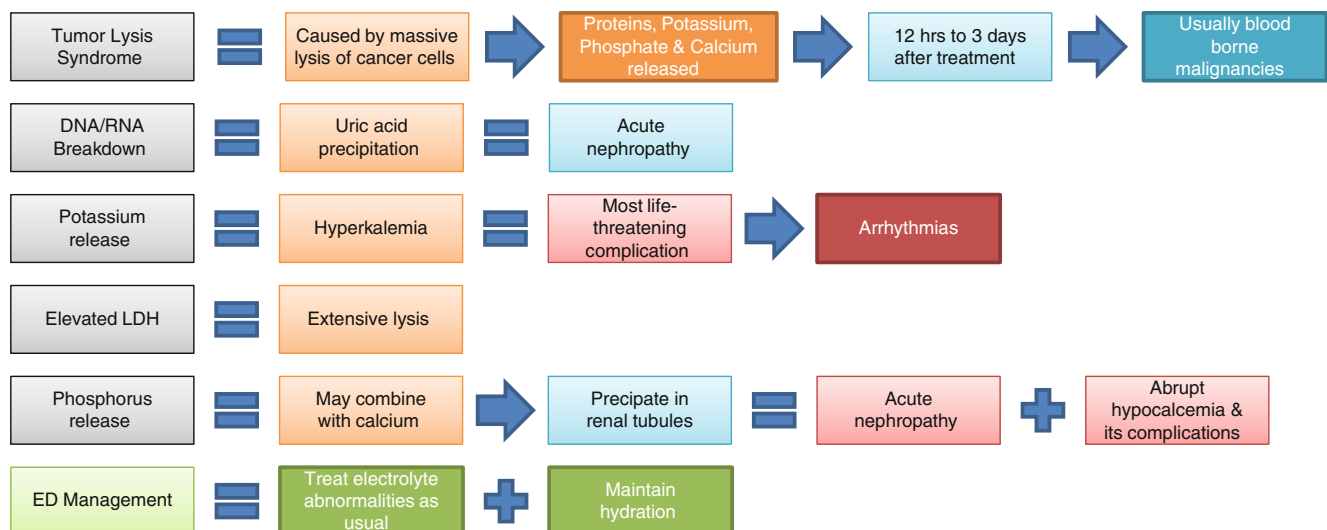 Tumor Lysis
Syndrome
Caused by massive
lysis of cancer cells
Proteins, Potassium,
Phosphate & Calcium
released
12 hrs to 3 days
after treatment
Usually blood
borne
malignancies
DNA/RNA
Breakdown
Uric acid
precipitation
Acute
nephropathy
Potassium
release
Hyperkalemia
Most life-
threatening
complication
Arrhythmias
Elevated LDH
Extensive lysis
Phosphorus
release
May combine
with calcium
Precipate in
renal tubules
Acute
nephropathy
Abrupt
hypocalcemia &
its complications
ED Management
Treat electrolyte
abnormalities as
usual
Maintain
hydration